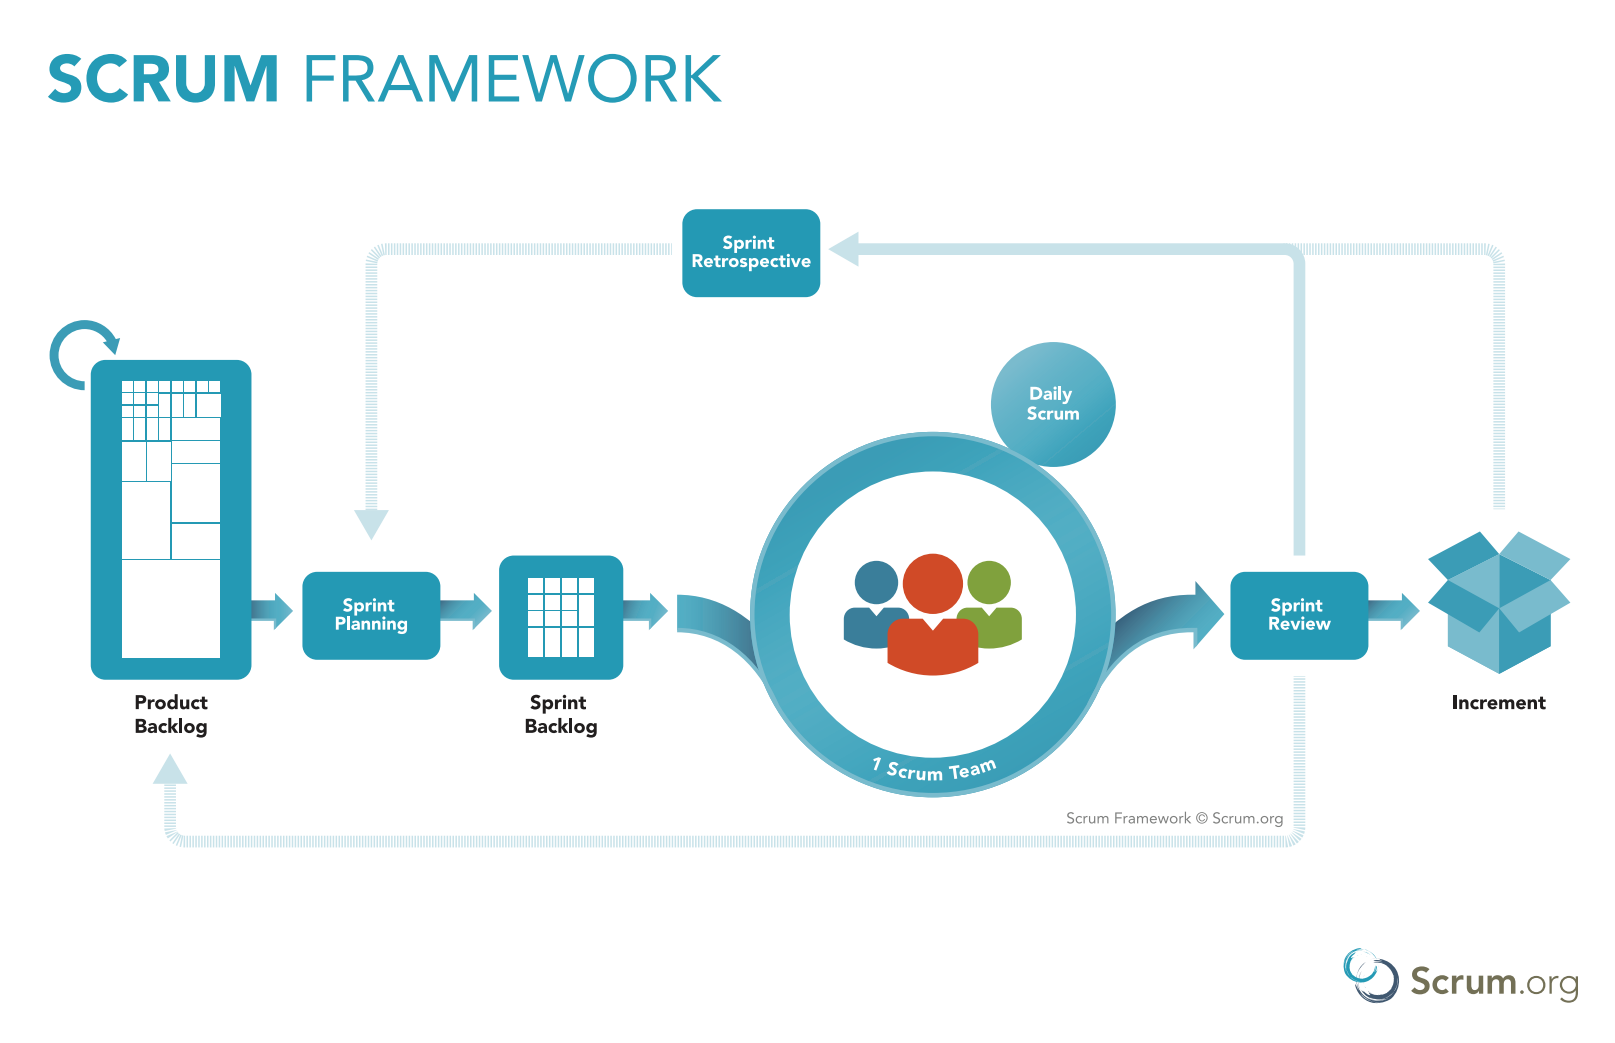 SCRUM FRAMEWORK
Sprint
Retrospective
Daily
Scrum
Sprint
Planning
Sprint
Review
Product
Backlog
Sprint
Backlog
1 Scrum Team
Increment
Scrum Framework © Scrum.org
Scrum.org